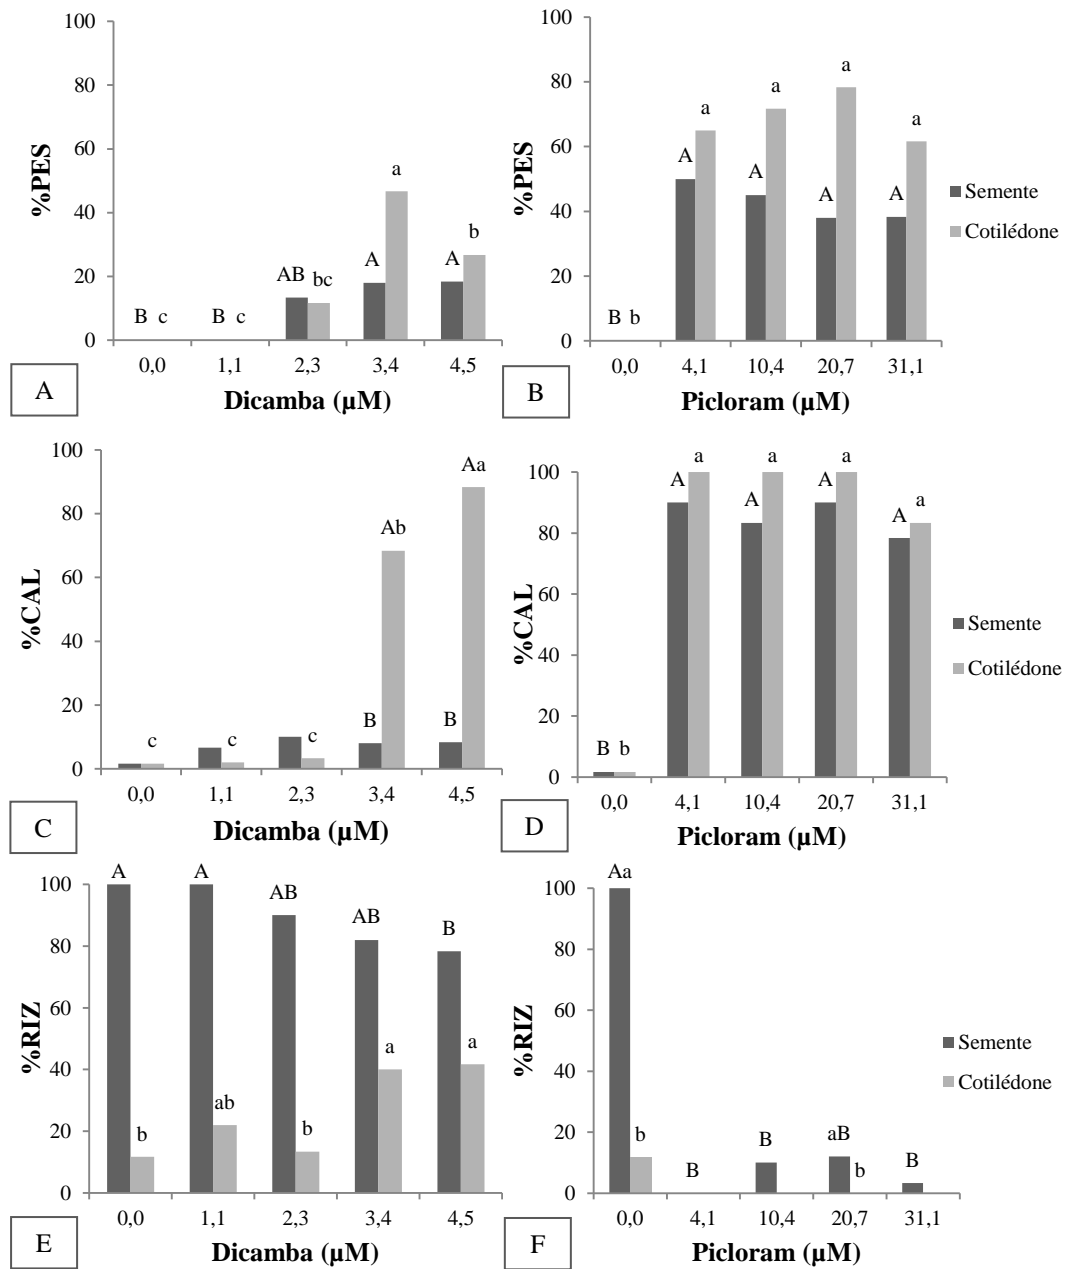 100
80
60
40
20
0
%PES
B c
B c
AB
bc
A
a
A
b
0,0 1,1 2,3 3,4 4,5
Dicamba (µM)
A
100
80
60
40
20
0
%PES
B b
A
a
A
a
A
a
A
a
0,0 4,1 10,4 20,7 31,1
Picloram (µM)
B
Semente
Cotilédone
100
80
60
40
20
0
%CAL
c
c
c
B
Ab
B
Aa
0,0 1,1 2,3 3,4 4,5
Dicamba (µM)
C
100
80
60
40
20
0
%CAL
B b
A
a
A
a
A
a
A
a
0,0 4,1 10,4 20,7 31,1
Picloram (µM)
D
Semente
Cotilédone
100
80
60
40
20
0
%RIZ
A
b
A
ab
AB
b
AB
a
B
a
0,0 1,1 2,3 3,4 4,5
Dicamba (µM)
E
100
80
60
40
20
0
%RIZ
Aa
b
B
B
aB
b
B
0,0 4,1 10,4 20,7 31,1
Picloram (µM)
F
Semente
Cotilédone